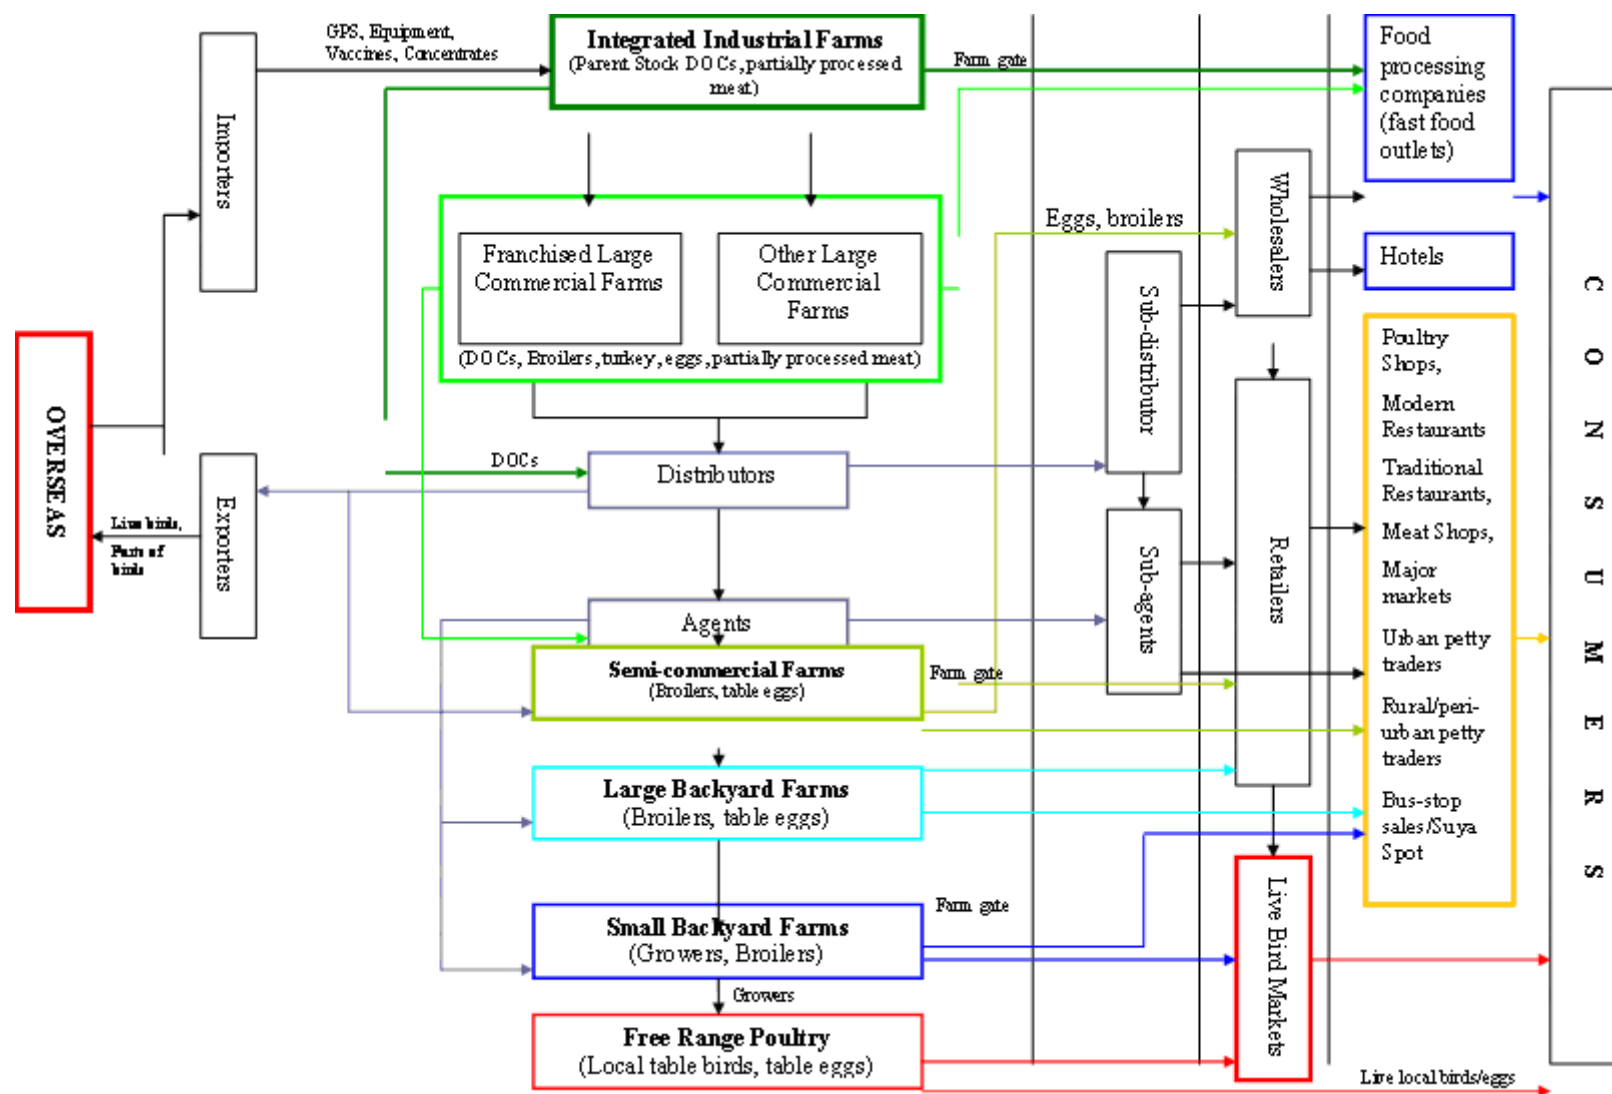 GPS, Equipment,
Vaccines, Concentrates
Integrated Industrial Farms
(Parent Stock DOCs, partially processed
meat)
Farm gate
Food
processing
companies
(fast food
outlets)
Importers
Wholesalers
Eggs, broilers
Franchised Large
Commercial Farms
Other Large
Commercial
Farms
(DOCs, Broilers, turkey, eggs, partially processed meat)
Hotels
Sub-distributor
Poultry
Shops,
Modern
Restaurants
Traditional
Restaurants,
Meat Shops,
Major
markets
Urban petty
traders
Rural/peri-
urban petty
traders
Bus-stop
sales/Suya
Spot
CONSUMERS
OVERSEAS
DOCs
Distributors
Exporters
Live birds,
Parts of
birds
Sub-agents
Retailers
Agents
Semi-commercial Farms
(Broilers, table eggs)
Farm gate
Large Backyard Farms
(Broilers, table eggs)
Small Backyard Farms
(Growers, Broilers)
Farm gate
Live Bird Markets
Growers
Free Range Poultry
(Local table birds, table eggs)
Live local birds/eggs